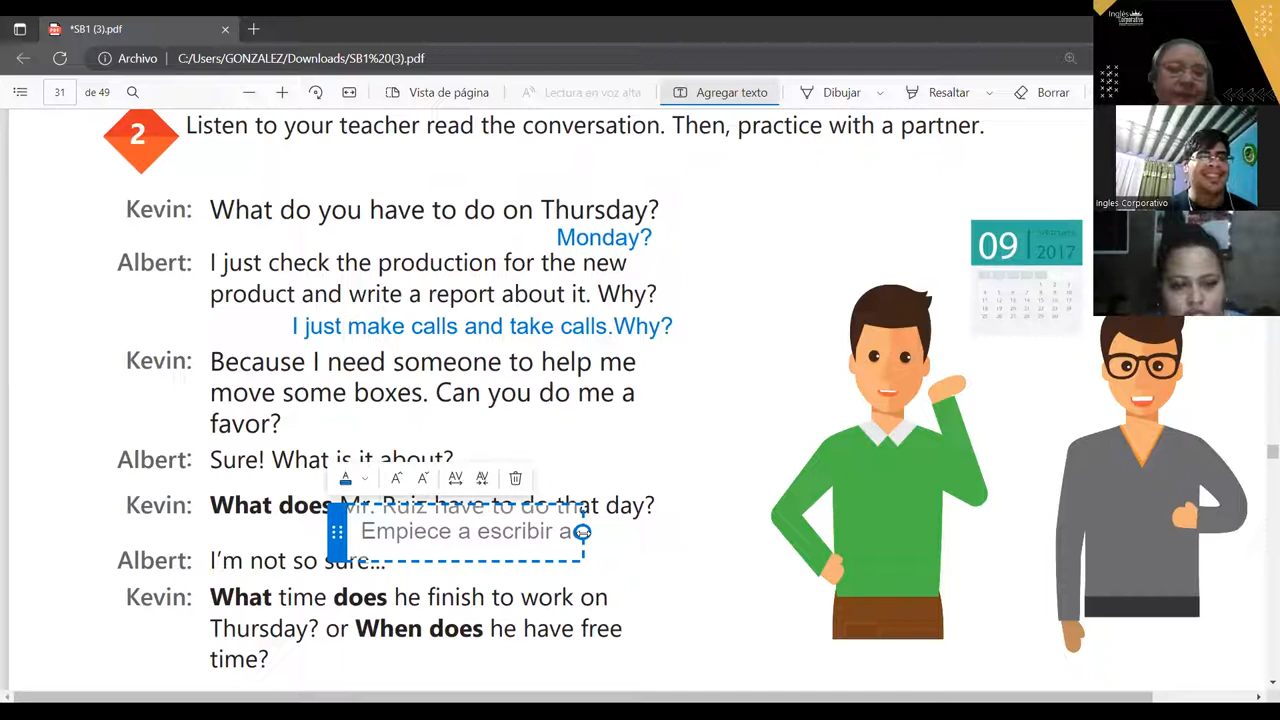 *SB1 (3).pdf
Archivo
C:/Users/GONZALEZ/Downloads/SB1%20(3).pdf
31 de 49
Vista de página
Lectura en voz alta
Agregar texto
Dibujar
Resaltar
Borrar
Inglés
Corporativo
Ingles Corporativo
2
Listen to your teacher read the conversation. Then, practice with a partner.
Kevin: What do you have to do on Thursday?
Monday?
Albert: I just check the production for the new
product and write a report about it. Why?
I just make calls and take calls.Why?
Kevin: Because I need someone to help me
move some boxes. Can you do me a
favor?
Albert: Sure! What is it about?
Kevin: What does Mr. Ruiz have to do that day?
Empiece a escribir a
Albert: I'm not so sure...
Kevin: What time does he finish to work on
Thursday? or When does he have free
time?
09
2017